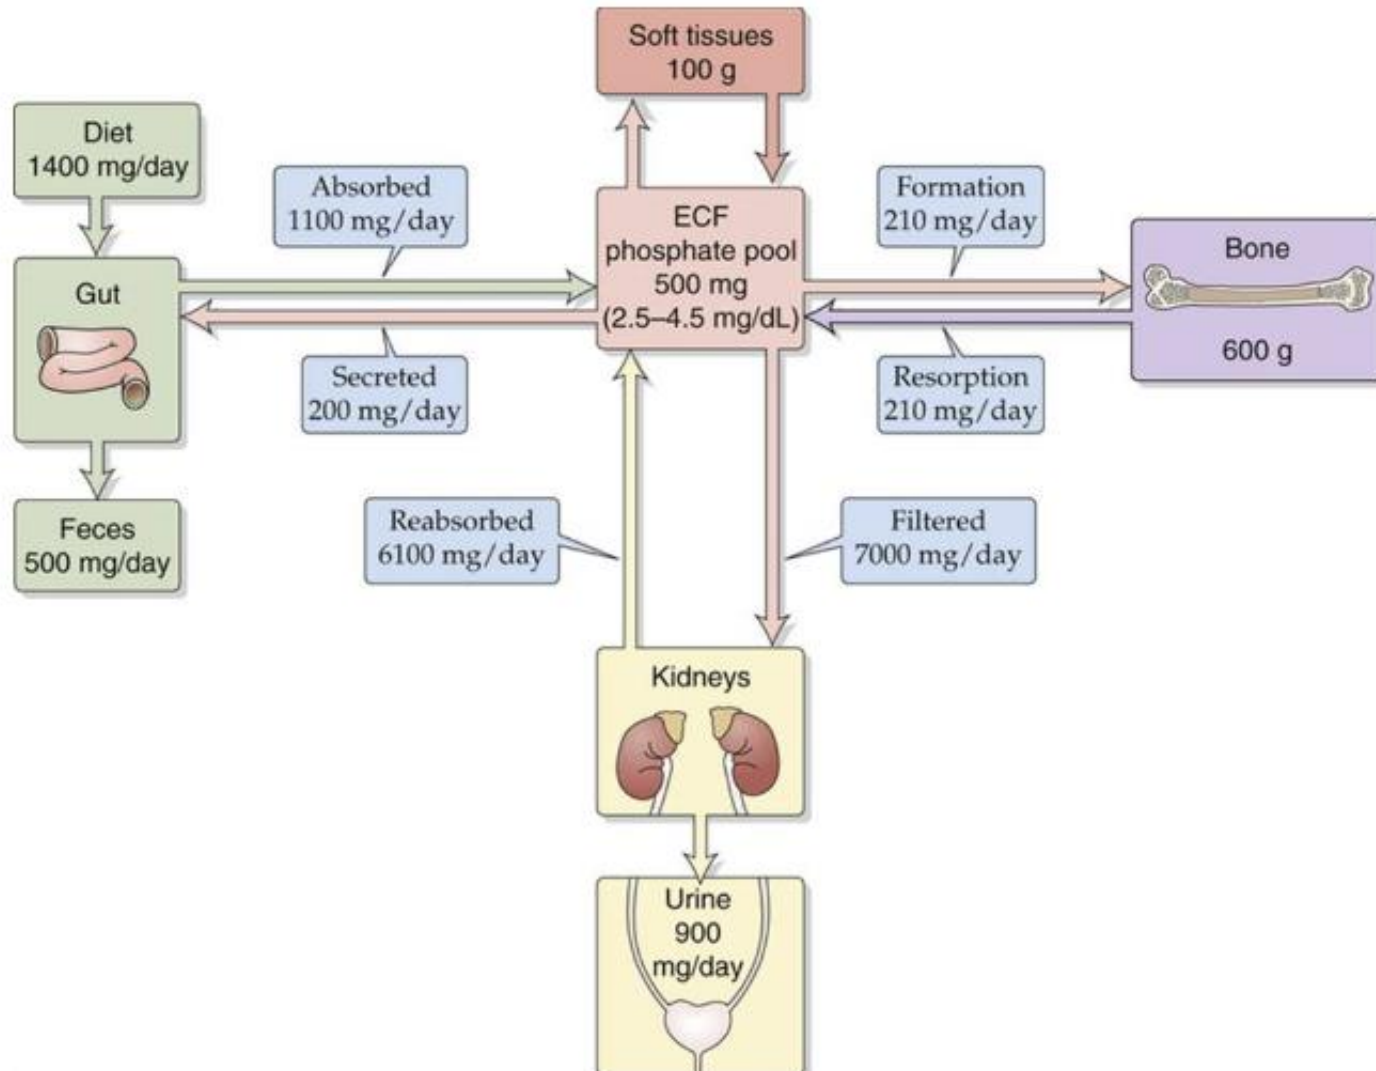 Soft tissues
100 g
Diet
1400 mg/day
Absorbed
1100 mg/day
Formation
210 mg/day
ECF
phosphate pool
500 mg
(2.5–4.5 mg/dL)
Gut
Bone
600 g
Secreted
200 mg/day
Resorption
210 mg/day
Feces
500 mg/day
Reabsorbed
6100 mg/day
Filtered
7000 mg/day
Kidneys
Urine
900
mg/day